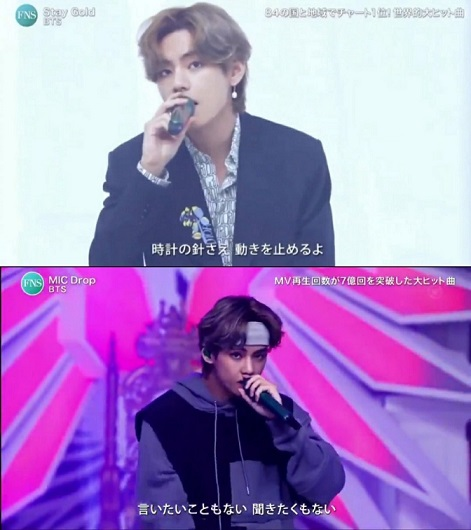 FNS
Stay Gold
BTS
84の国と地域でチャート1位! 世界的大ヒット曲
時計の針さえ 動きを止めるよ
FNS
MIC Drop
BTS
MV再生回数が7億回を突破した大ヒット曲
言いたいこともない 聞きたくもない